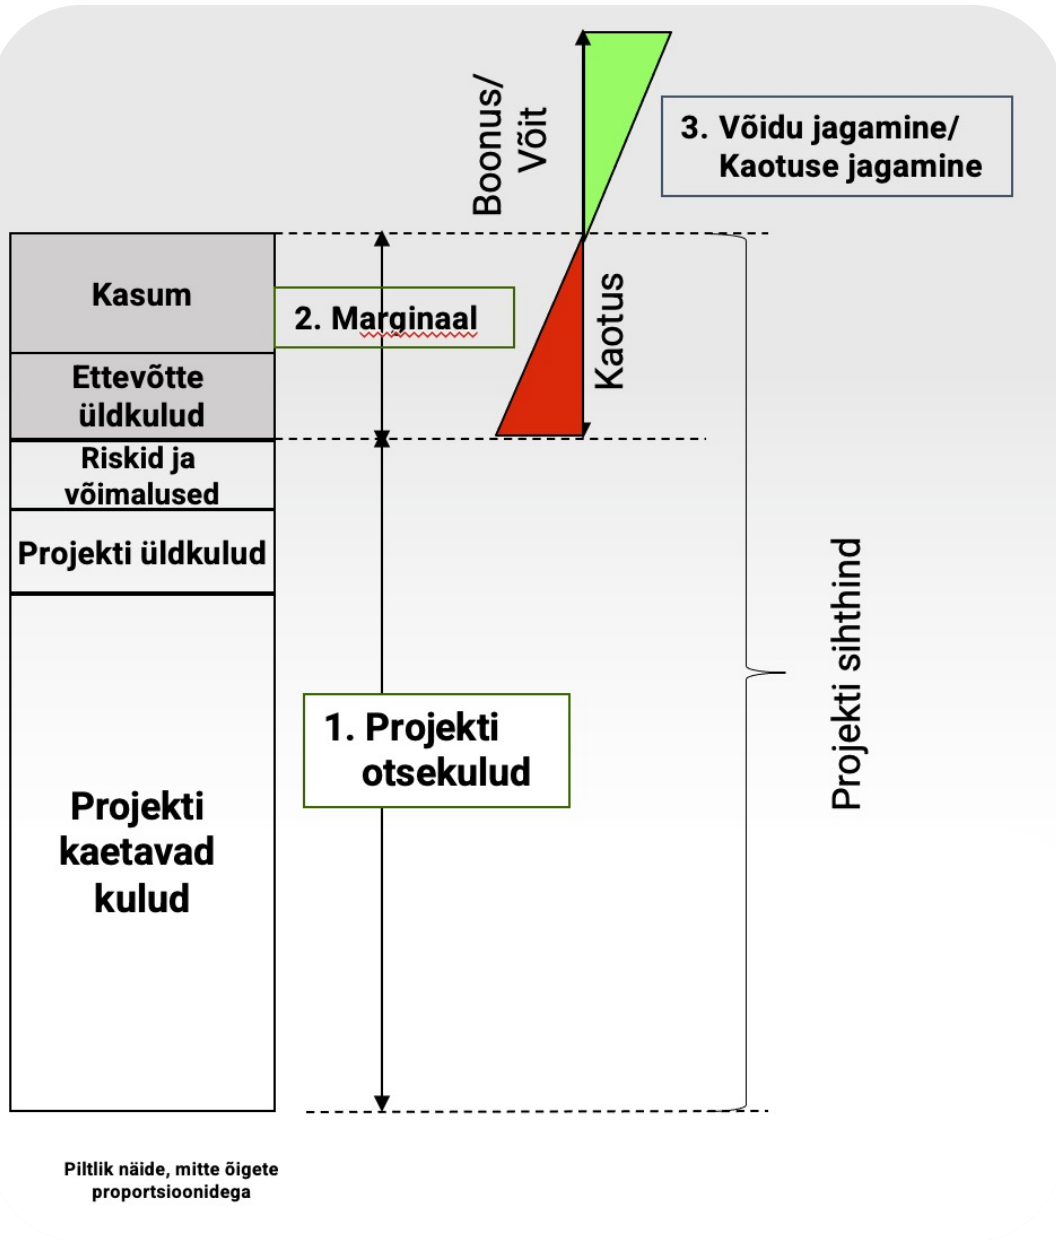 Boonus/
Võit
3. Võidu jagamine/
Kaotuse jagamine
Kasum
2. Marginaal
Kaotus
Ettevõtte
üldkulud
Riskid ja
võimalused
Projekti üldkulud
Projekti sihthind
1. Projekti
otsekulud
Projekti
kaetavad
kulud
Piltlik näide, mitte õigete
proportsioonidega